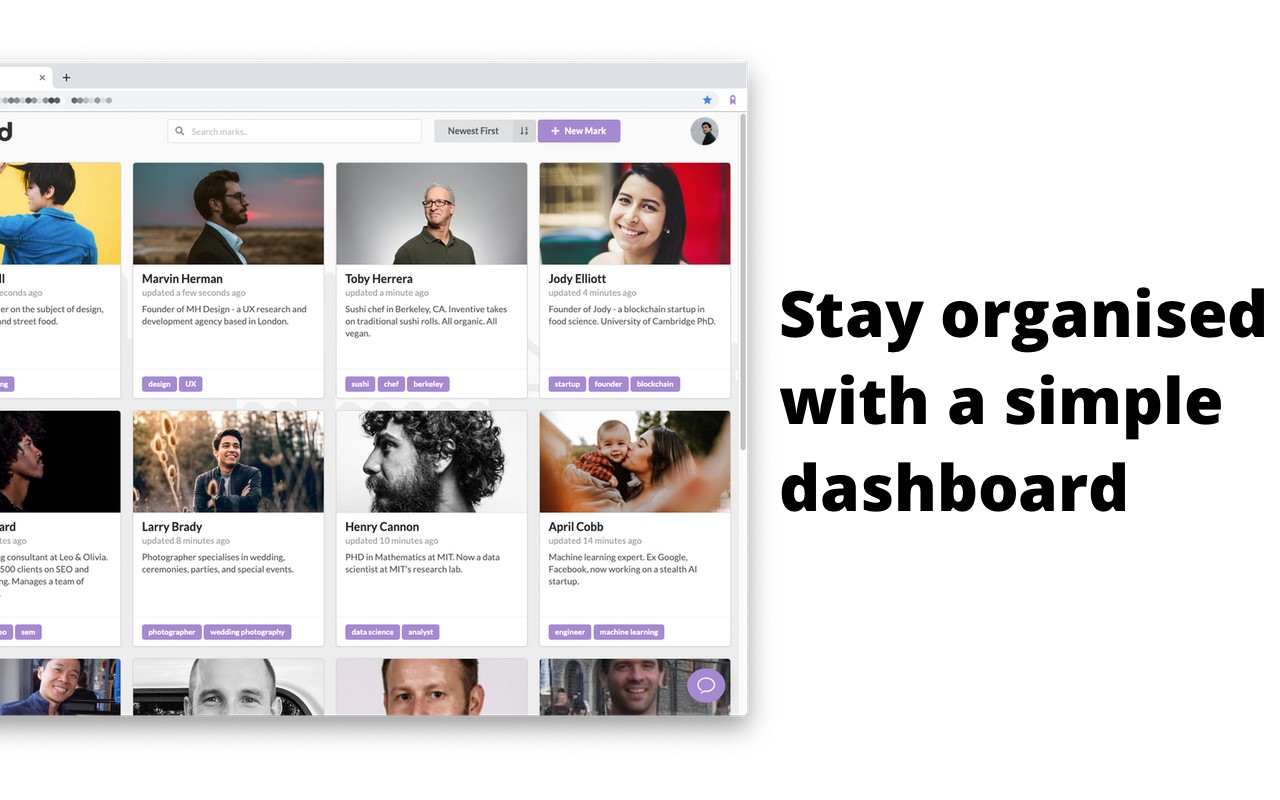 d
Search marks..
Newest First
New Mark
ll
econds ago
er on the subject of design,
and street food.
ng
Marvin Herman
updated a few seconds ago
Founder of MH Design - a UX research and
development agency based in London.
design UX
Toby Herrera
updated a minute ago
Sushi chef in Berkeley, CA. Inventive takes
on traditional sushi rolls. All organic. All
vegan.
sushi chef berkeley
Jody Elliott
updated 4 minutes ago
Founder of Jody - a blockchain startup in
food science. University of Cambridge PhD.
startup founder blockchain
ard
tes ago
g consultant at Leo & Olivia.
500 clients on SEO and
ng. Manages a team of
eo sem
Larry Brady
updated 8 minutes ago
Photographer specialises in wedding,
ceremonies, parties, and special events.
photographer wedding photography
Henry Cannon
updated 10 minutes ago
PHD in Mathematics at MIT. Now a data
scientist at MIT's research lab.
data science analyst
April Cobb
updated 14 minutes ago
Machine learning expert. Ex Google,
Facebook, now working on a stealth AI
startup.
engineer machine learning
Stay organised
with a simple
dashboard